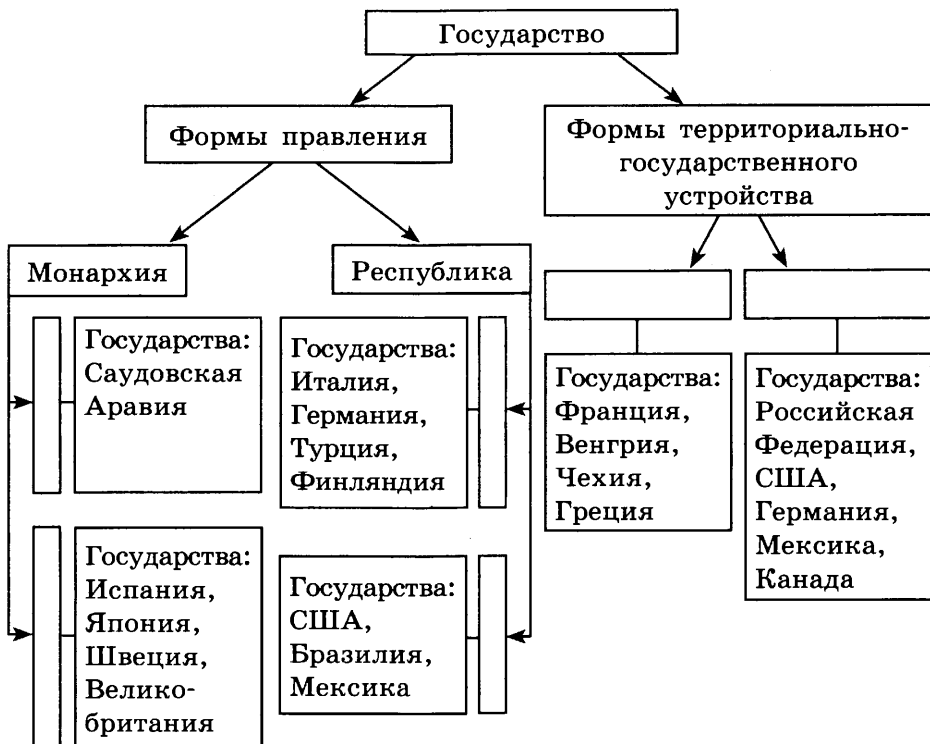 Государство
Формы правления
Формы территориально-
государственного
устройства
Монархия
Республика
Государства:
Саудовская
Аравия
Государства:
Италия,
Германия,
Турция,
Финляндия
Государства:
Франция,
Венгрия,
Чехия,
Греция
Государства:
Российская
Федерация,
США,
Германия,
Мексика,
Канада
Государства:
Испания,
Япония,
Швеция,
Велико-
британия
Государства:
США,
Бразилия,
Мексика